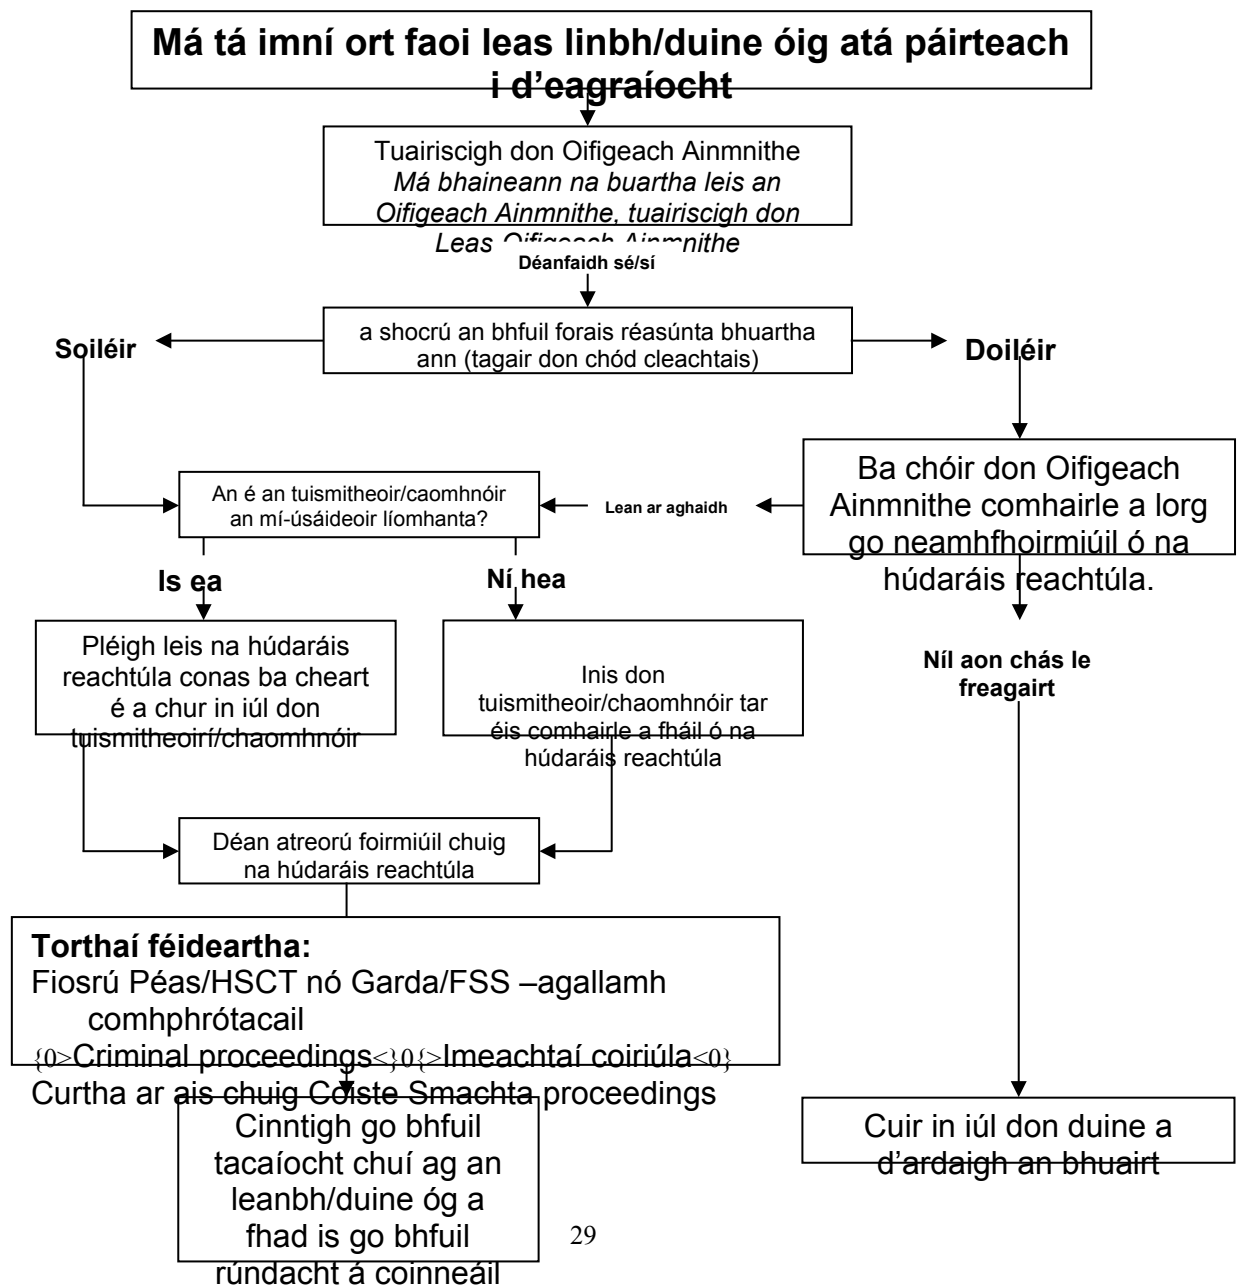 Má tá imní ort faoi leas linbh/duine óig atá páirteach
i d'eagraíocht
Tuairiscigh don Oifigeach Ainmnithe
Má bhaineann na buartha leis an
Oifigeach Ainmnithe, tuairiscigh don
Leas Oifigeach Ainmnithe
Déanfaidh sé/sí
a shocrú an bhfuil forais réasúnta bhuartha
ann (tagair don chód cleachtais)
Soiléir
Doiléir
An é an tuismitheoir/caomhnóir
an mí-úsáideoir líomhanta?
Lean ar aghaidh
Ba chóir don Oifigeach
Ainmnithe comhairle a lorg
go neamhfhoirmiúil ó na
húdaráis reachtúla.
Is ea
Ní hea
Pléigh leis na húdaráis
reachtúla conas ba cheart
é a chur in iúl don
tuismitheoirí/chaomhnóir
Inis don
tuismitheoir/chaomhnóir tar
éis comhairle a fháil ó na
húdaráis reachtúla
Níl aon chás le
freagairt
Déan atreorú foirmiúil chuig
na húdaráis reachtúla
Torthaí féideartha:
Fiosrú Péas/HSCT nó Garda/FSS –agallamh
comhphrótacail
{0>Criminal proceedings<}0{>Imeachtaí coiriúla<0}
Curtha ar ais chuig Coiste Smachta proceedings
Cinntigh go bhfuil
tacaíocht chuí ag an
leanbh/duine óg a
fhad is go bhfuil
rúndacht á coinneáil
Cuir in iúl don duine a
d'ardaigh an bhuairt
29